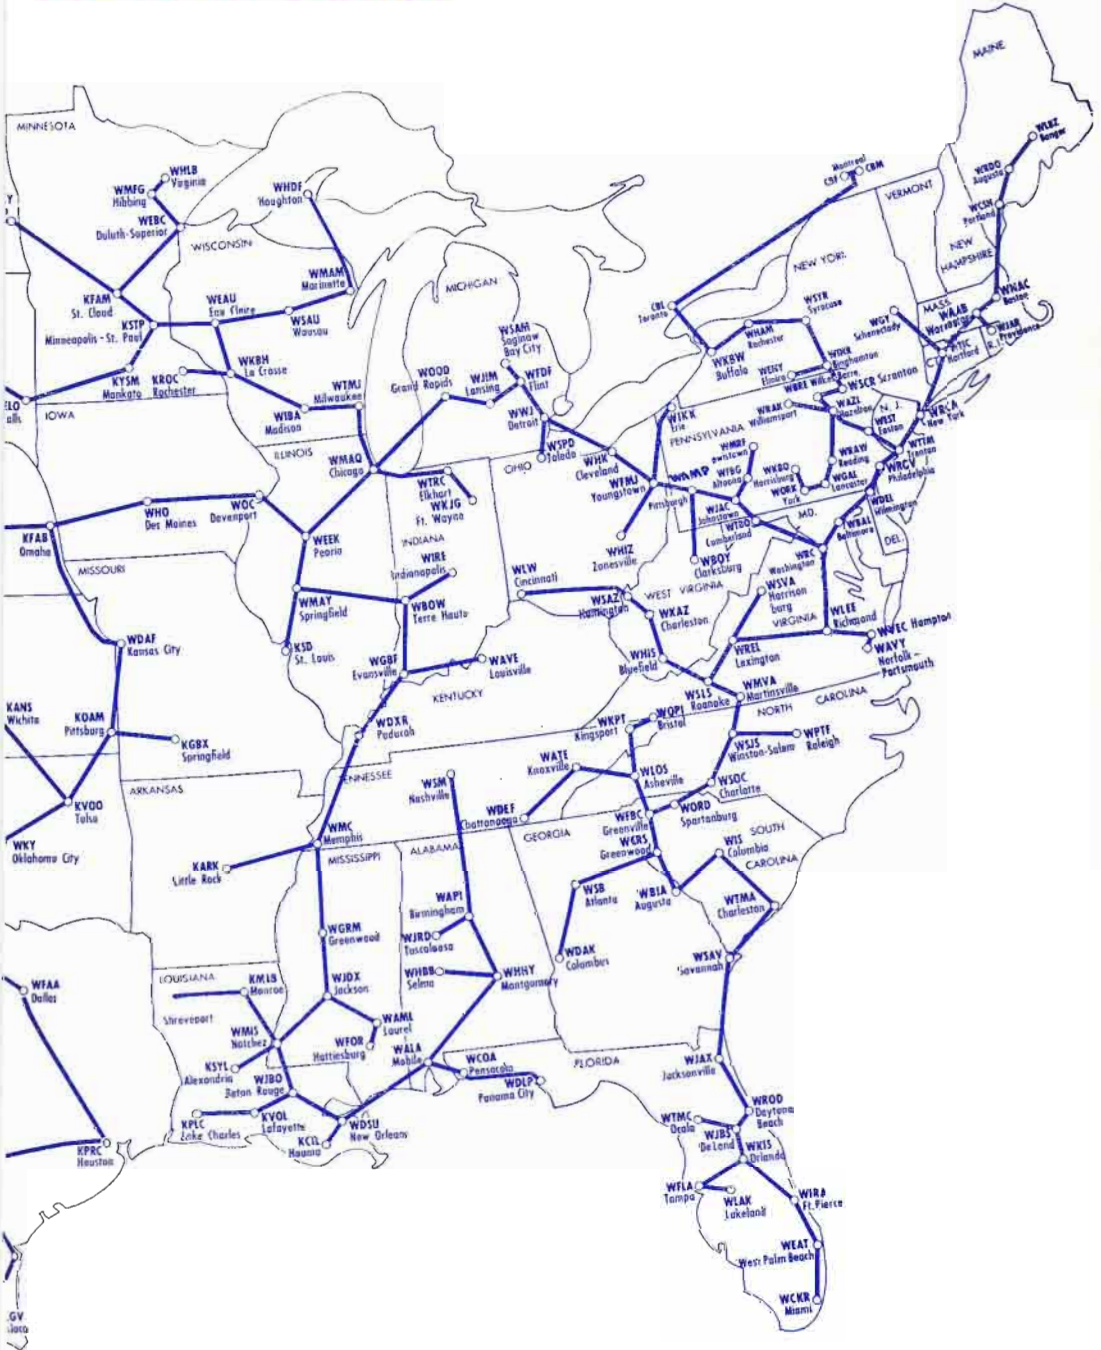 MAINE
MINNESOTA
WLBZ
Bangor
WHLB
Virginia
WMFG
Hibbing
WHDF
Houghton
Montreal
CBF
CBM
WRDO
Augusta
VERMONT
WCSH
Portland
WEBC
Duluth-Superior
WISCONSIN
NEW
HAMPSHIRE
NEW YORK
WMAM
Marinette
MICHIGAN
KFAM
St. Cloud
WEAU
Eau Claire
WSAU
Wausau
CBL
Toronto
WSYR
Syracuse
WGY
Schenectady
MASS
WNAC
Boston
WAAB
Worcester
WJAR
Providence
R.I.
KSTP
Minneapolis - St. Paul
WSAM
Saginaw
Bay City
WHAM
Rochester
WKBW
Buffalo
WTIC
Hartford
CT
Binghamton
WENY
Elmira
KYSM
Mankato
KROC
Rochester
WKBH
La Crosse
WOOD
Grand Rapids
WJIM
Lansing
WFDF
Flint
WBRE Wilkes-Barre
WSCR Scranton
IOWA
WTMJ
Milwaukee
WIBA
Madison
WWJ
Detroit
WRAK
Williamsport
WAZL
Hazelton
N. J.
WEST
Easton
WRCA
New York
Erie
PENNSYLVANIA
ILLINOIS
WMAQ
Chicago
OHIO
WSPD
Toledo
WHK
Cleveland
WFMJ
Youngstown
WAMP
Pittsburgh
WFBG
Altoona
WKBO
Harrisburg
WRAW
Reading
WTTM
Trenton
WRCV
Philadelphia
WTRC
Elkhart
WKJG
Ft. Wayne
WJAC
Johnstown
WORK
York
WGAL
Lancaster
WDEL
Wilmington
WHO
Des Moines
WOC
Davenport
MD.
WTBO
Cumberland
WBAL
Baltimore
DEL.
KFAB
Omaha
WEEK
Peoria
INDIANA
WHIZ
Zanesville
WBOY
Clarksburg
WRC
Washington
MISSOURI
WIRE
Indianapolis
WLW
Cincinnati
WEST VIRGINIA
WSAZ
Huntington
WSVA
Harrison
burg
WMAY
Springfield
WBOW
Terre Haute
WXAZ
Charleston
VIRGINIA
WLEE
Richmond
WVEC Hampton
WAVY
Norfolk -
Portsmouth
WDAF
Kansas City
KSD
St. Louis
WGBF
Evansville
WAVE
Louisville
WHIS
Bluefield
WREL
Lexington
KENTUCKY
WSLS
Roanoke
WMVA
Martinsville
NORTH CAROLINA
KANS
Wichita
KOAM
Pittsburg
WDXR
Paducah
WKPT
Kingsport
WOPI
Bristol
KGBX
Springfield
WSJS
Winston-Salem
WPTF
Raleigh
WATE
Knoxville
WLOS
Asheville
TENNESSEE
WSM
Nashville
WSOC
Charlotte
ARKANSAS
KVOO
Tulsa
WDEF
Chattanooga
WORD
Spartanburg
WMC
Memphis
GEORGIA
WFBC
Greenville
WCRS
Greenwood
WIS
Columbia
SOUTH
CAROLINA
WKY
Oklahoma City
MISSISSIPPI
ALABAMA
KARK
Little Rock
WSB
Atlanta
WBIA
Augusta
WTMA
Charleston
WAPI
Birmingham
WGRM
Greenwood
WJRD
Tuscaloosa
WDAK
Columbus
WSAV
Savannah
LOUISIANA
KMLB
Monroe
WJDX
Jackson
WHBB
Selma
WHHY
Montgomery
WFAA
Dallas
Shreveport
WAML
Laurel
WMIS
Natchez
WFOR
Hattiesburg
WALA
Mobile
WCOA
Pensacola
FLORIDA
KSYL
Alexandria
WJBO
Baton Rouge
WDLP
Panama City
WJAX
Jacksonville
KPLC
Lake Charles
KVOL
Lafayette
WDSU
New Orleans
KCIL
Houma
WTMC
Ocala
WROD
Daytona
Beach
WJBS
DeLand
WKIS
Orlando
KPRC
Houston
WFLA
Tampa
WLAK
Lakeland
WIRA
Ft. Pierce
WEAT
West Palm Beach
WCKR
Miami